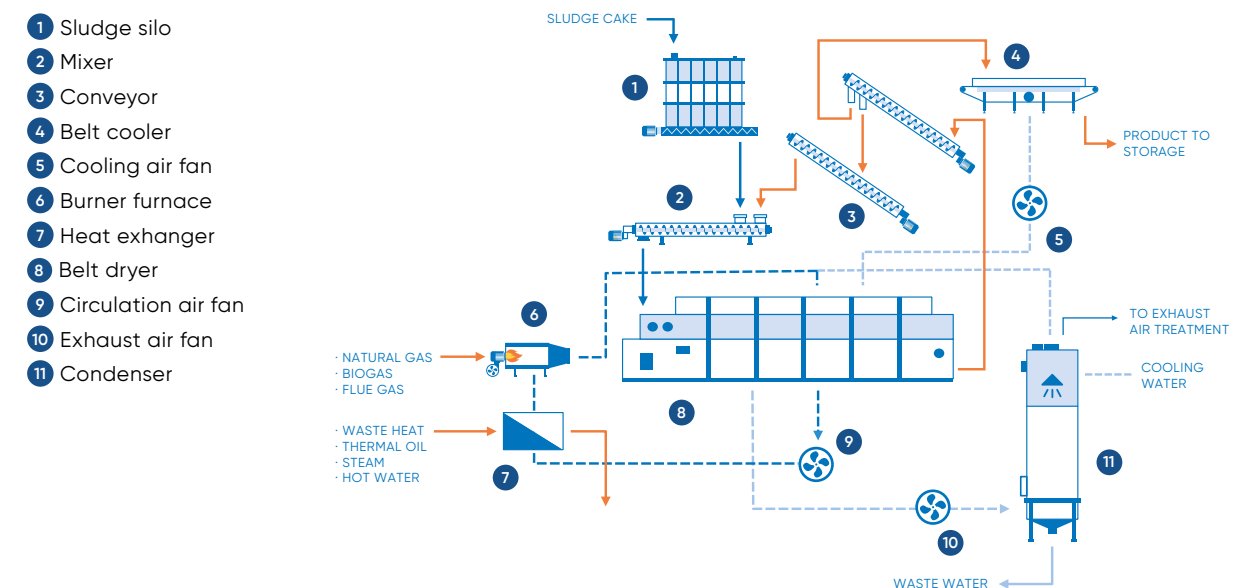 1 Sludge silo
2 Mixer
3 Conveyor
4 Belt cooler
5 Cooling air fan
6 Burner furnace
7 Heat exhanger
8 Belt dryer
9 Circulation air fan
10 Exhaust air fan
11 Condenser
SLUDGE CAKE
1
4
PRODUCT TO
STORAGE
2
3
5
6
TO EXHAUST
AIR TREATMENT
· NATURAL GAS
· BIOGAS
· FLUE GAS
COOLING
WATER
8
9
· WASTE HEAT
· THERMAL OIL
· STEAM
· HOT WATER
7
11
10
WASTE WATER